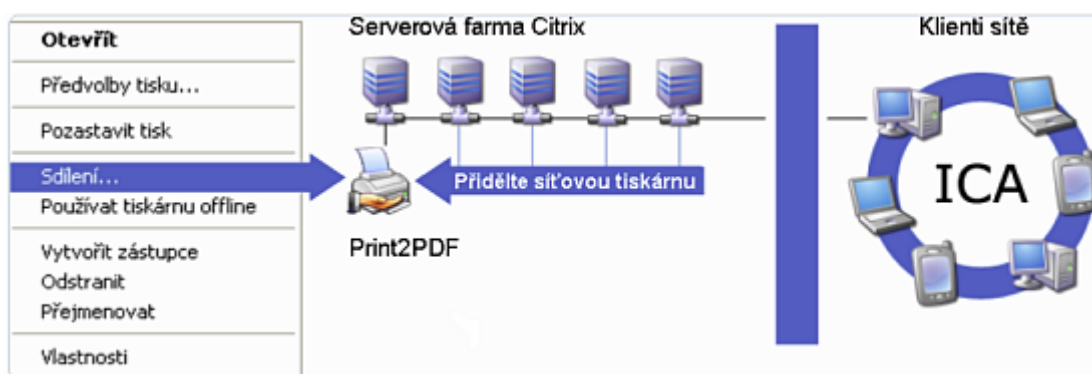 Otevřít
Předvolby tisku...
Pozastavit tisk
Sdílení...
Používat tiskárnu offline
Vytvořit zástupce
Odstranit
Přejmenovat
Vlastnosti
Serverová farma Citrix
Přidělte síťovou tiskárnu
Print2PDF
Klienti sítě
ICA